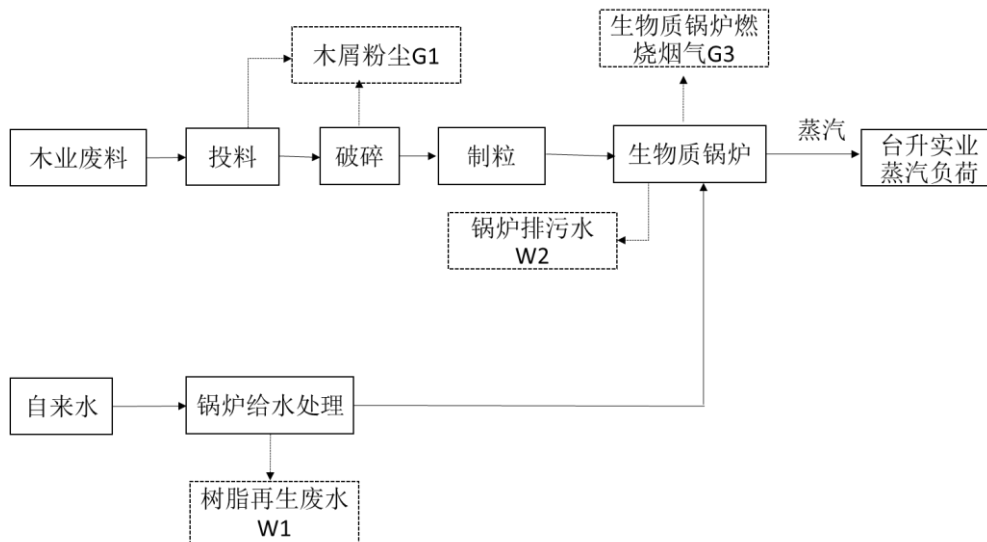 木屑粉尘G1
生物质锅炉燃
烧烟气G3
木业废料
投料
破碎
制粒
生物质锅炉
蒸汽
台升实业
蒸汽负荷
锅炉排污水
W2
自来水
锅炉给水处理
树脂再生废水
W1